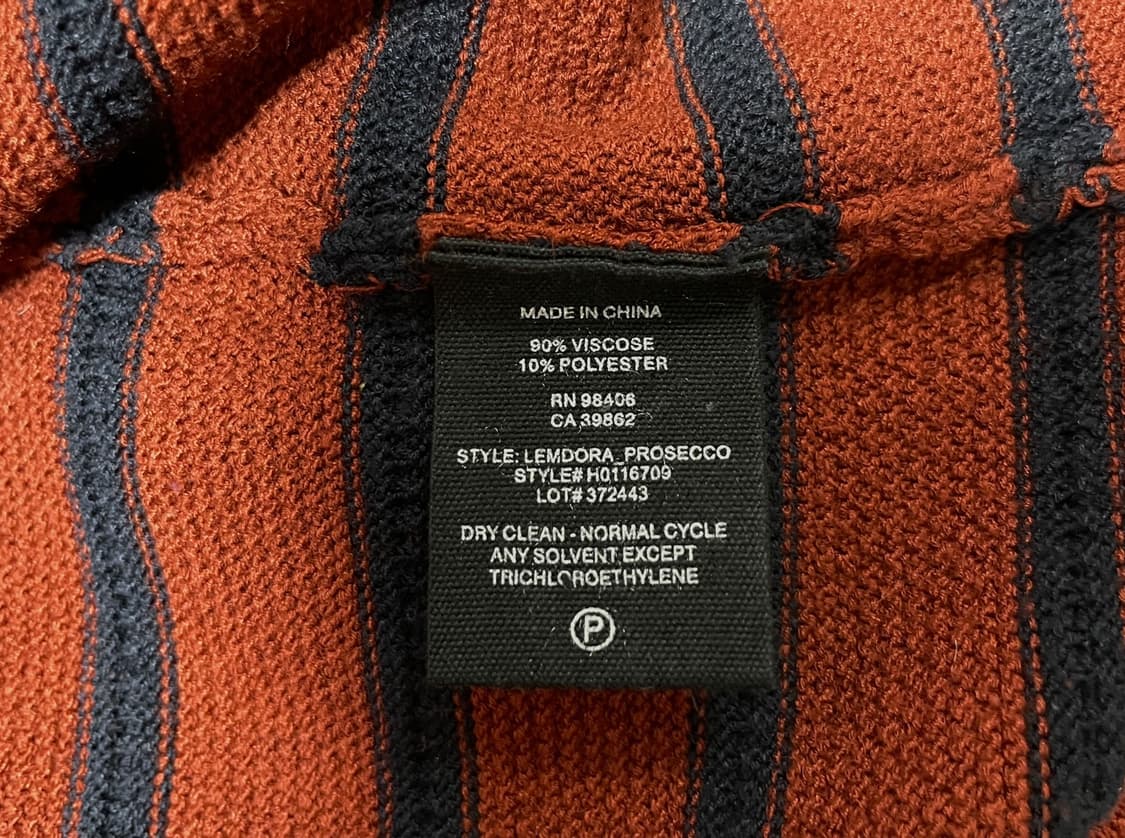 MADE IN CHINA
90% VISCOSE
10% POLYESTER
RN 98406
CA 39862
STYLE: LEMDORA_PROSECCO
STYLE# H0116709
LOT# 372443
DRY CLEAN - NORMAL CYCLE
ANY SOLVENT EXCEPT
TRICHLOROETHYLENE
P